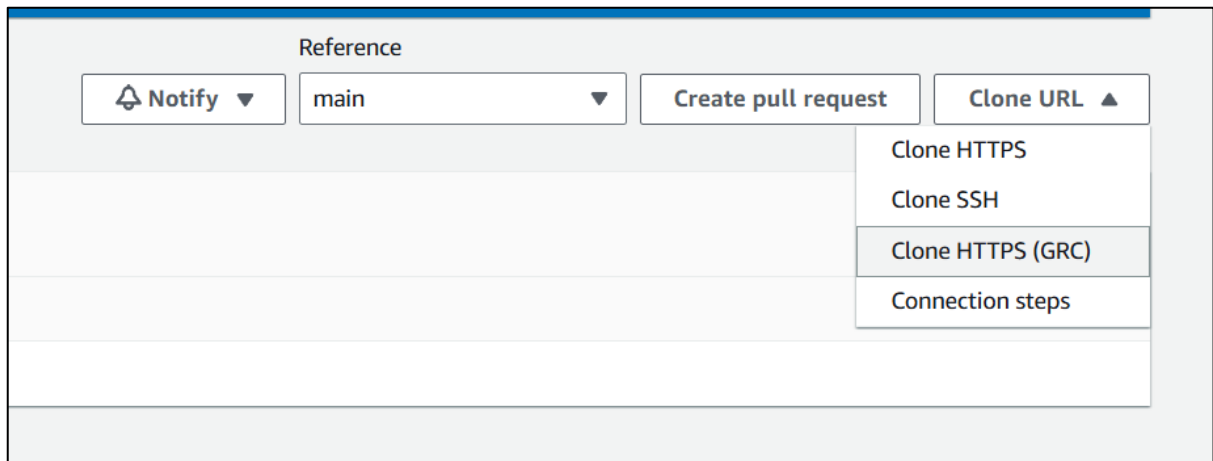 Reference
Notify
main
Create pull request
Clone URL
Clone HTTPS
Clone SSH
Clone HTTPS (GRC)
Connection steps